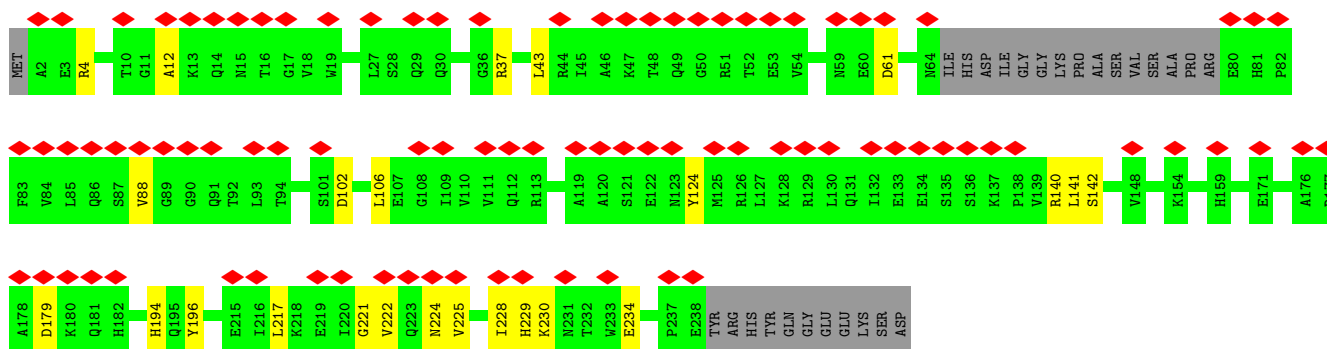 MET A2 E3 R4 T10 G11 A12 K13 Q14 N15 T16 G17 V18 W19 L27 S28 Q29 Q30 G36 R37 L43 R44 I45 A46 K47 T48 Q49 G50 R51 T52 E53 V54 N59 E60 D61 N64 ILE HIS ASP ILE GLY GLY LYS PRO ALA SER VAL SER ALA PRO ARG E80 H81 P82
F83 V84 L85 Q86 S87 V88 G89 G90 Q91 T92 L93 T94 S101 D102 L106 E107 G108 I109 V110 V111 Q112 R113 A119 A120 S121 E122 N123 Y124 M125 R126 L127 K128 R129 L130 Q131 I132 E133 E134 S135 S136 K137 P138 V139 R140 L141 S142 V148 K154 H159 E171 A176
A178 D179 K180 Q181 H182 H194 Q195 Y196 E215 I216 L217 K218 E219 I220 G221 V222 Q223 N224 V225 I228 H229 K230 N231 T232 W233 E234 P237 E238 TYR ARG HIS TYR GLN GLY GLU GLU LYS SER ASP